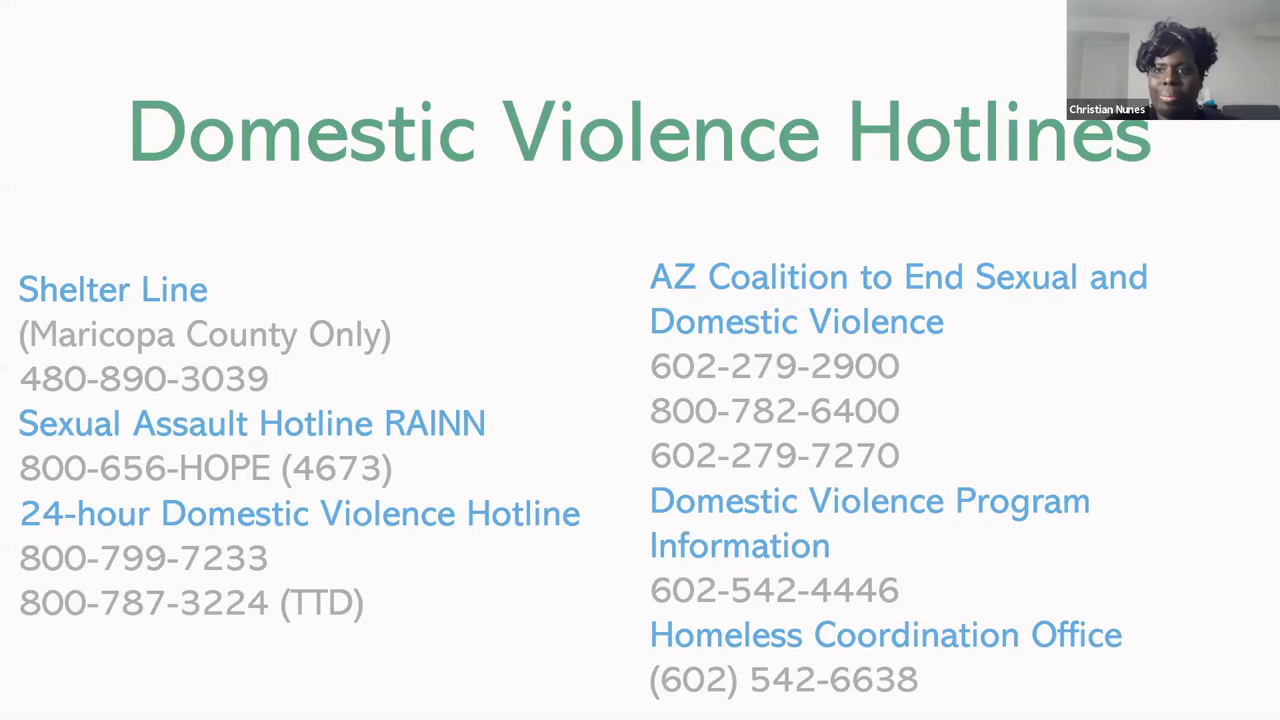 Christian Nunes
Domestic Violence Hotlines
Shelter Line
(Maricopa County Only)
480-890-3039
Sexual Assault Hotline RAINN
800-656-HOPE (4673)
24-hour Domestic Violence Hotline
800-799-7233
800-787-3224 (TTD)
AZ Coalition to End Sexual and
Domestic Violence
602-279-2900
800-782-6400
602-279-7270
Domestic Violence Program
Information
602-542-4446
Homeless Coordination Office
(602) 542-6638